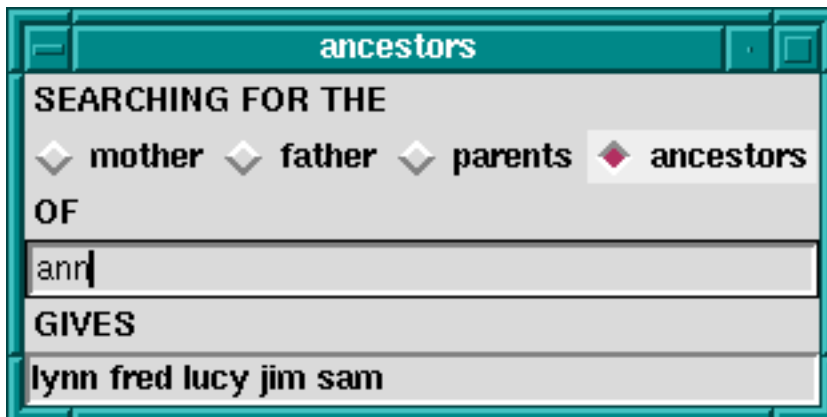 ancestors
SEARCHING FOR THE
mother father parents ancestors
OF
ann
GIVES
lynn fred lucy jim sam